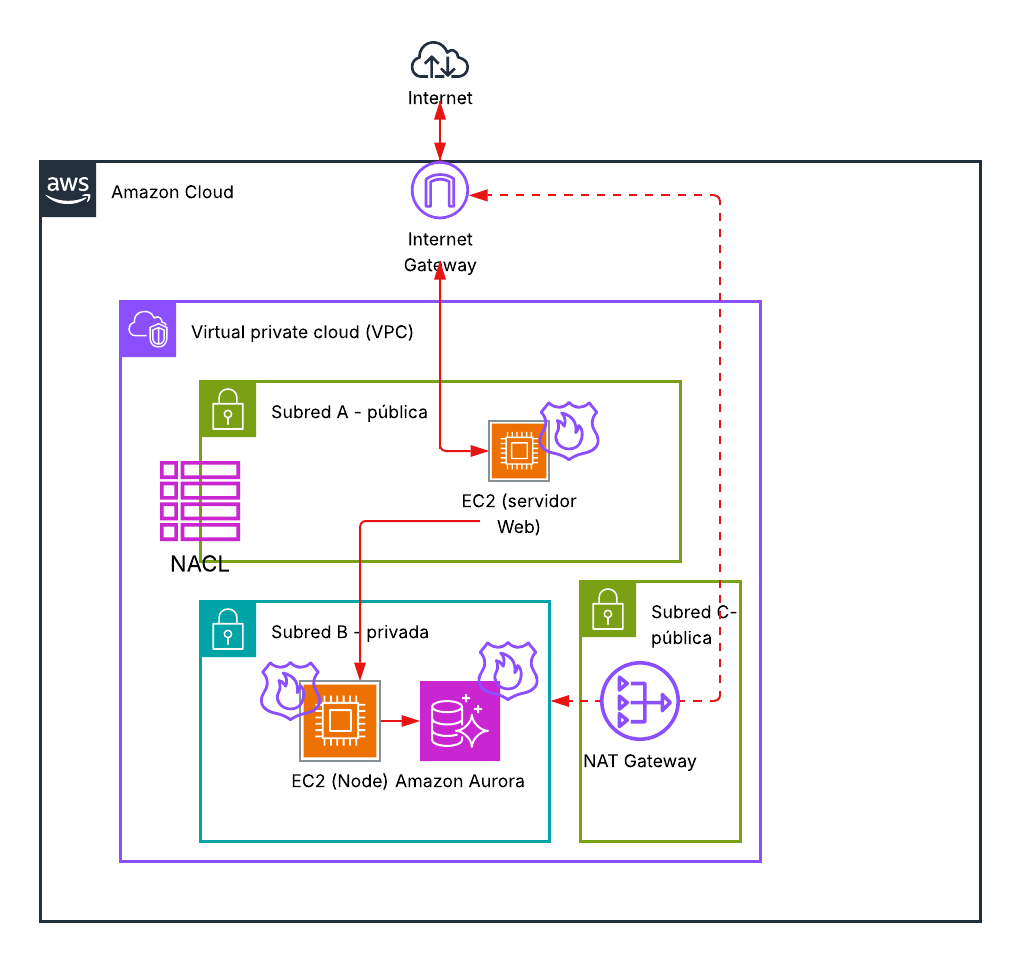 Internet
aws
Amazon Cloud
Internet
Gateway
Virtual private cloud (VPC)
Subred A - pública
EC2 (servidor
Web)
NACL
Subred B - privada
Subred C-
pública
EC2 (Node)
Amazon Aurora
NAT Gateway